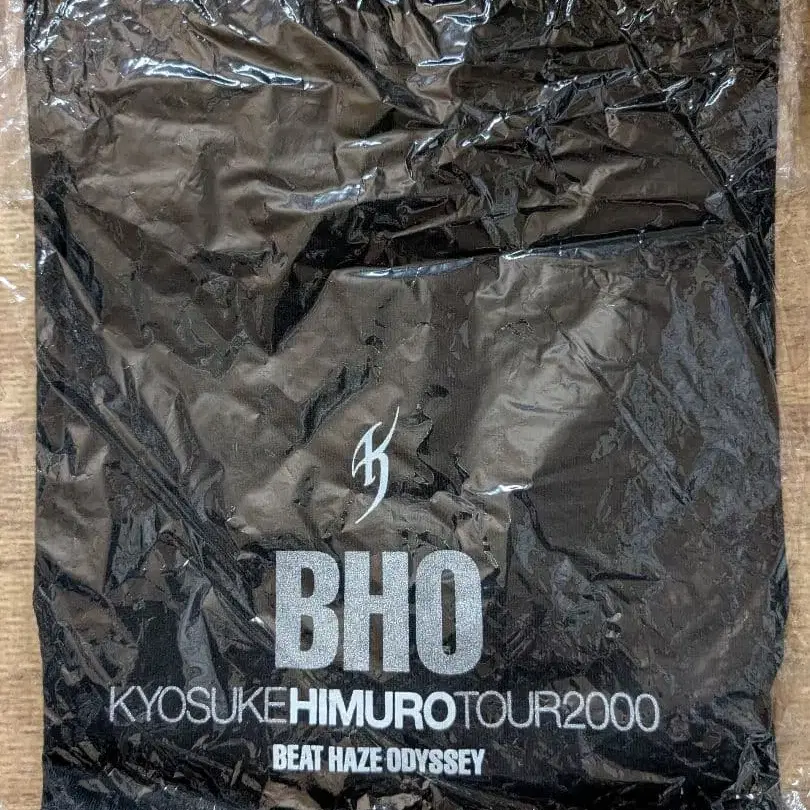 K
BHO
KYOSUKEHIMUROTOUR2000
BEAT HAZE ODYSSEY